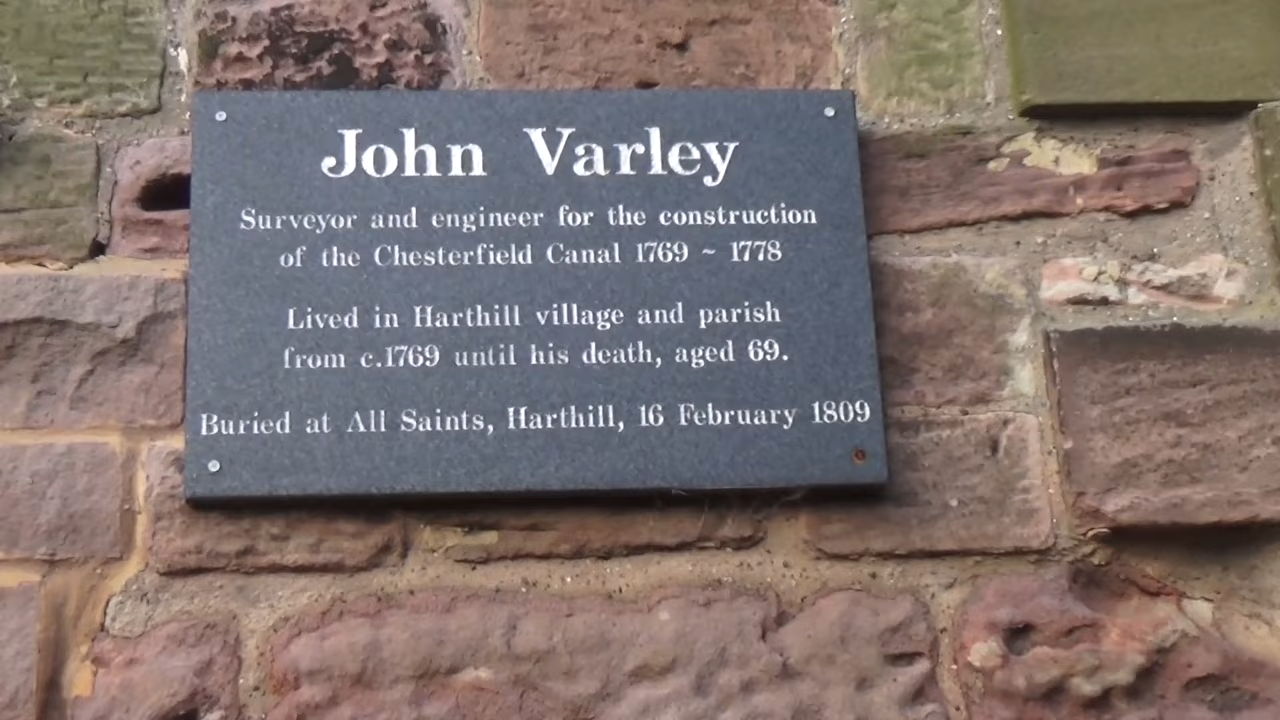 John Varley
Surveyor and engineer for the construction
of the Chesterfield Canal 1769 ~ 1778
Lived in Harthill village and parish
from c.1769 until his death, aged 69.
Buried at All Saints, Harthill, 16 February 1809